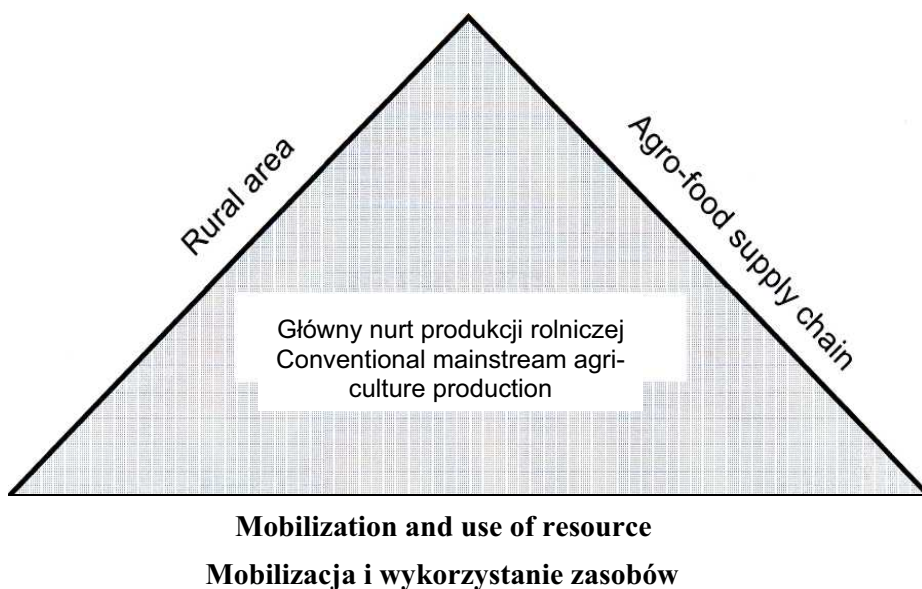 Rural area
Agro-food supply chain
Główny nurt produkcji rolniczej
Conventional mainstream agri-
culture production
Mobilization and use of resource
Mobilizacja i wykorzystanie zasobów